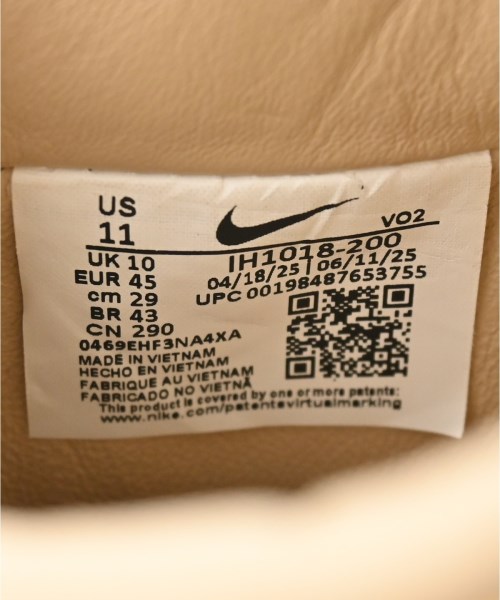 US
11
VO2
UK 10
EUR 45
cm 29
BR 43
CN 290
IH1018-200
04/18/25 | 06/11/25
UPC 00198487653755
0469EHF3NA4XA
MADE IN VIETNAM
HECHO EN VIETNAM
FABRIQUE AU VIETNAM
FABRICADO NO VIETNÃ
This product is covered by one or more patents:
www.nike.com/patentsvirtualmarking